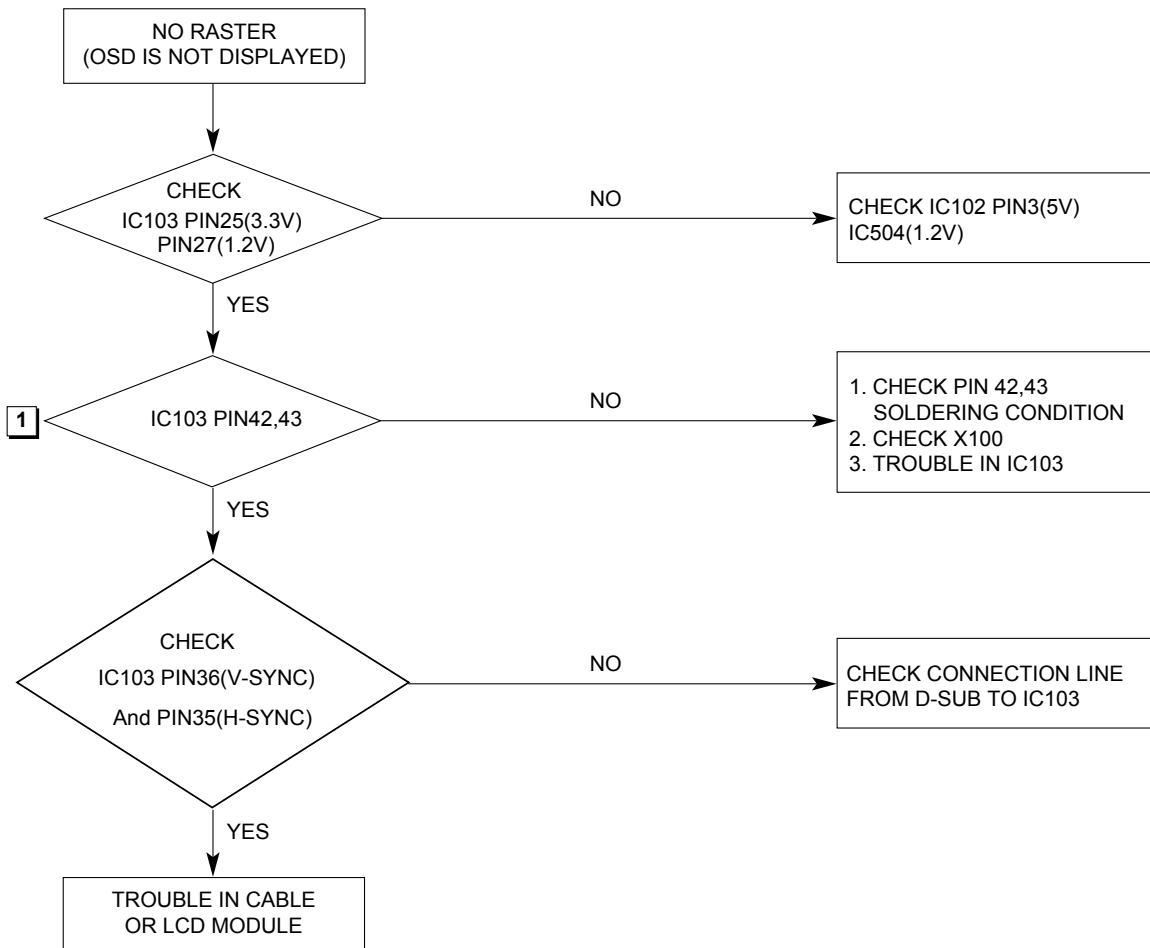 NO RASTER
(OSD IS NOT DISPLAYED)
CHECK
IC103 PIN25(3.3V)
PIN27(1.2V)
NO
CHECK IC102 PIN3(5V)
IC504(1.2V)
YES
1
IC103 PIN42,43
NO
1. CHECK PIN 42,43
SOLDERING CONDITION
2. CHECK X100
3. TROUBLE IN IC103
YES
CHECK
IC103 PIN36(V-SYNC)
And PIN35(H-SYNC)
NO
CHECK CONNECTION LINE
FROM D-SUB TO IC103
YES
TROUBLE IN CABLE
OR LCD MODULE